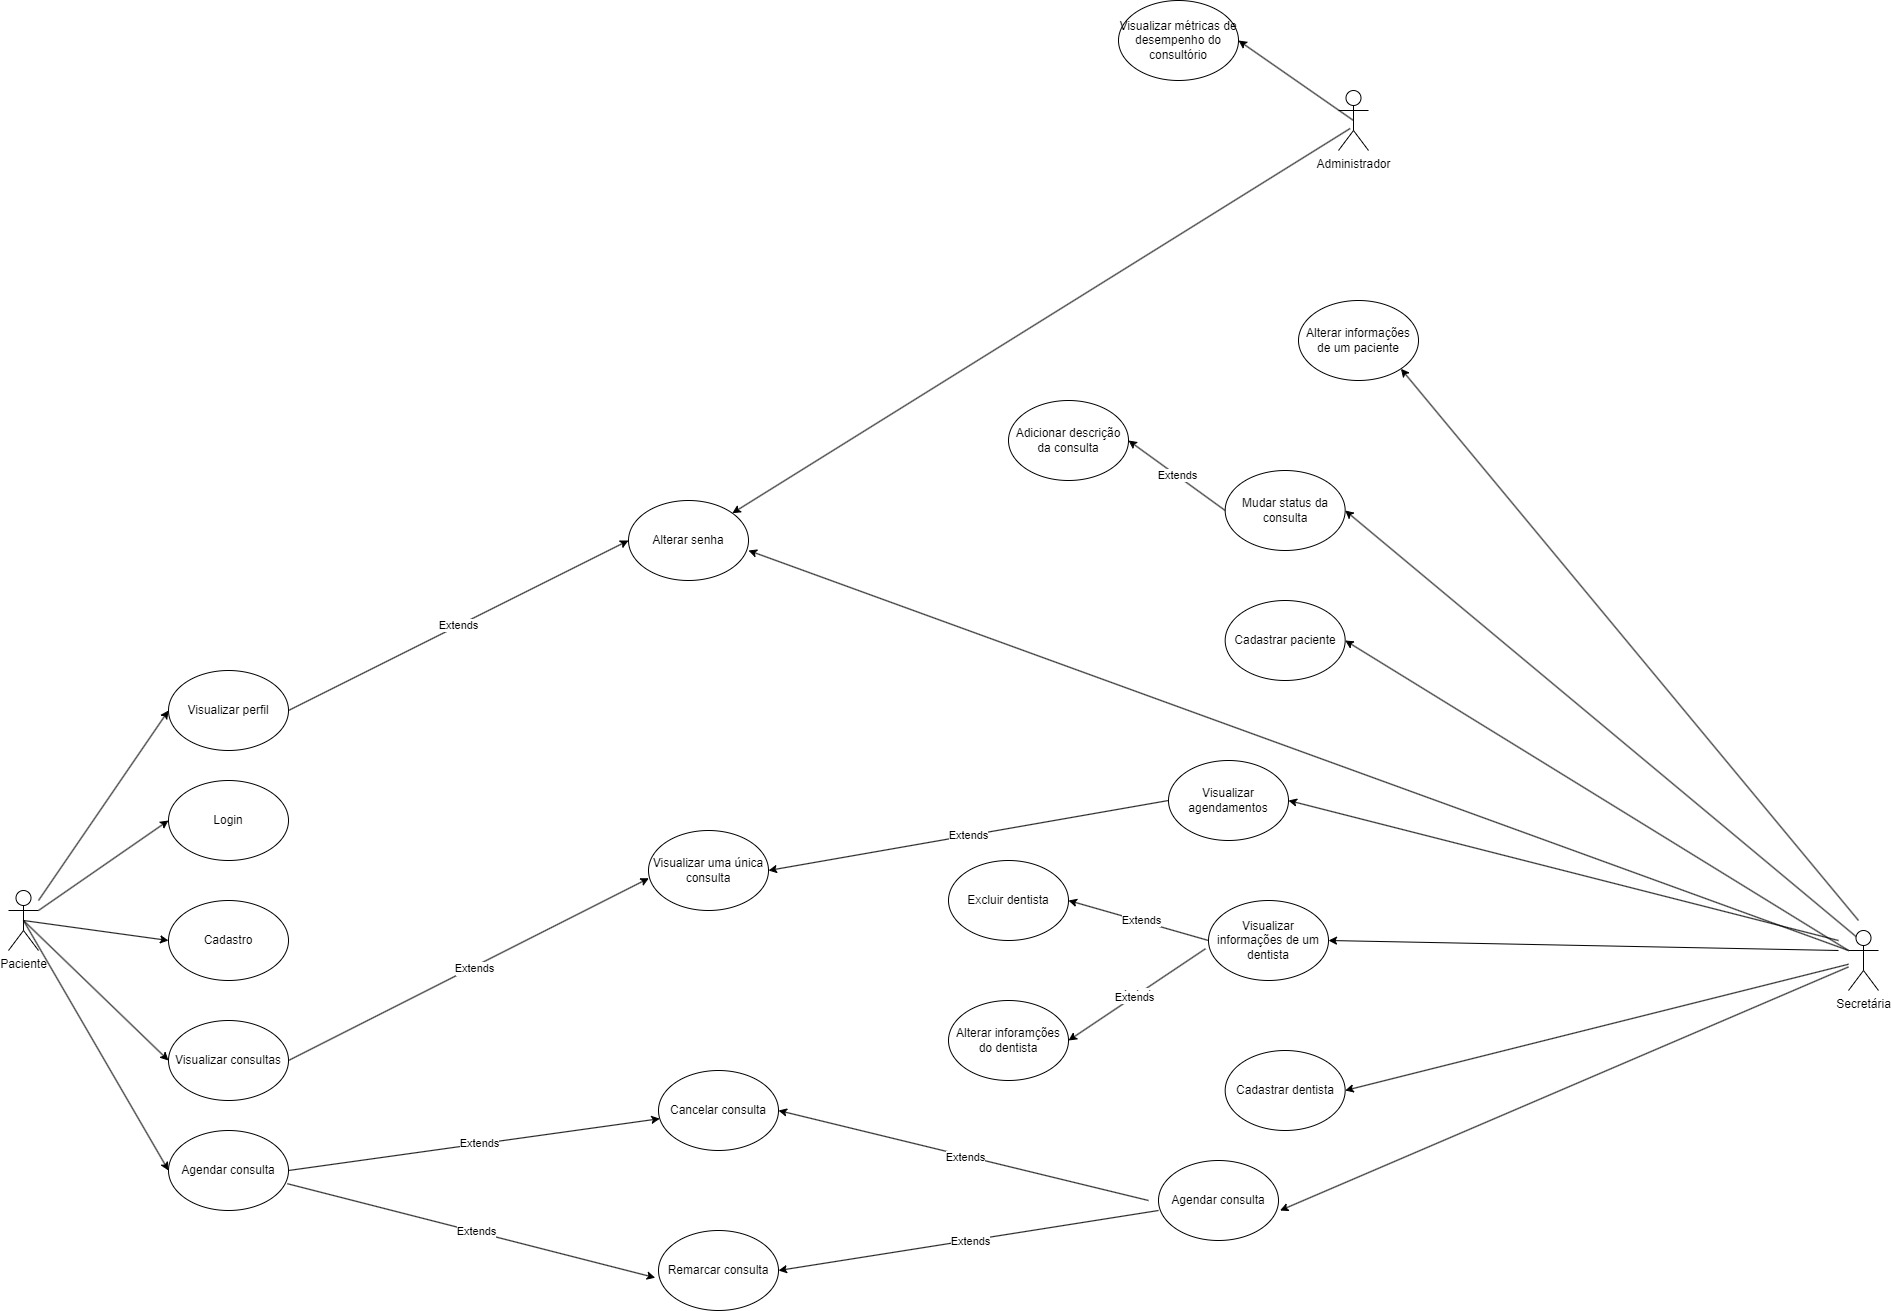 Visualizar métricas de
desempenho do
consultório
Administrador
Alterar informações
de um paciente
Adicionar descrição
da consulta
Extends
Mudar status da
consulta
Alterar senha
Extends
Cadastrar paciente
Visualizar perfil
Visualizar
agendamentos
Login
Extends
Visualizar uma única
consulta
Excluir dentista
Extends
Visualizar
informações de um
dentista
Cadastro
Paciente
Extends
Extends
Secretária
Alterar inforamções
do dentista
Visualizar consultas
Cadastrar dentista
Cancelar consulta
Extends
Extends
Agendar consulta
Agendar consulta
Extends
Extends
Remarcar consulta